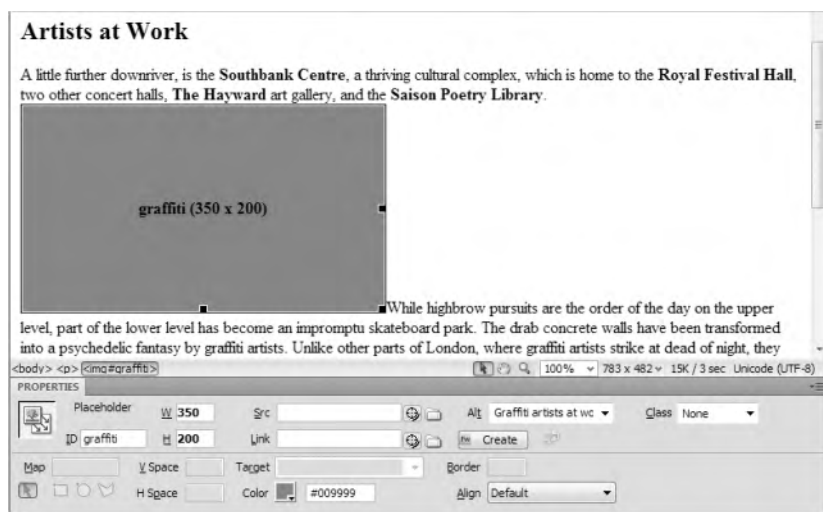 Artists at Work
A little further downriver, is the Southbank Centre, a thriving cultural complex, which is home to the Royal Festival Hall,
two other concert halls, The Hayward art gallery, and the Saison Poetry Library.
graffiti (350 x 200)
While highbrow pursuits are the order of the day on the upper
level, part of the lower level has become an impromptu skateboard park. The drab concrete walls have been transformed
into a psychedelic fantasy by graffiti artists. Unlike other parts of London, where graffiti artists strike at dead of night, they
<body> <p> <img#graffiti> 100% 783 x 482 15K / 3 sec Unicode (UTF-8)
PROPERTIES
Placeholder W 350 Src Alt Graffiti artists at wo Class None
ID graffiti H 200 Link Create
Map V Space Target Border
H Space Color #009999 Align Default